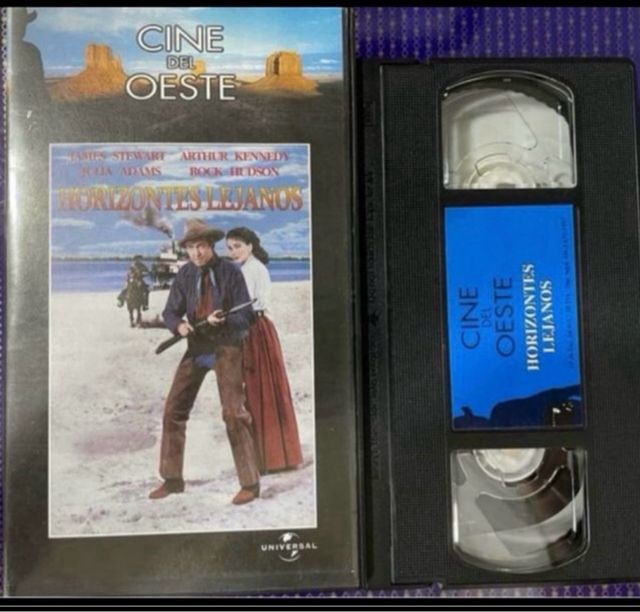 CINE
DEL
OESTE
JAMES STEWART ARTHUR KENNEDY
JULIA ADAMS ROCK HUDSON
HORIZONTES LEJANOS
UNIVERSAL
CINE
DEL
OESTE
HORIZONTES
LEJANOS